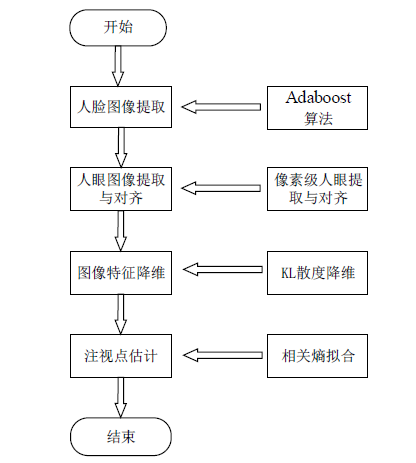 开始
人脸图像提取
Adaboost
算法
人眼图像提取
与对齐
像素级人眼提
取与对齐
图像特征降维
KL散度降维
注视点估计
相关熵拟合
结束